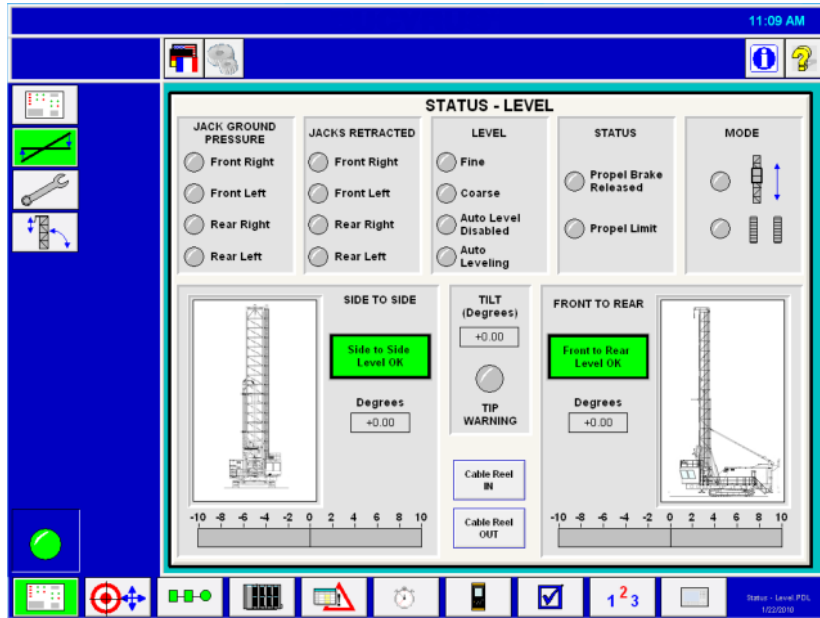 11:09 AM
STATUS - LEVEL
JACK GROUND
PRESSURE
Front Right
Front Left
Rear Right
Rear Left
JACKS RETRACTED
Front Right
Front Left
Rear Right
Rear Left
LEVEL
Fine
Coarse
Auto Level
Disabled
Auto
Leveling
STATUS
Propel Brake
Released
Propel Limit
MODE
SIDE TO SIDE
Side to Side
Level OK
Degrees
+0.00
-10 -8 -6 -4 -2 0 2 4 6 8 10
TILT
(Degrees)
+0.00
TIP
WARNING
Cable Reel
IN
Cable Reel
OUT
FRONT TO REAR
Front to Rear
Level OK
Degrees
+0.00
-10 -8 -6 -4 -2 0 2 4 6 8 10
1 2 3
Status - Level.PDL
1/22/2010